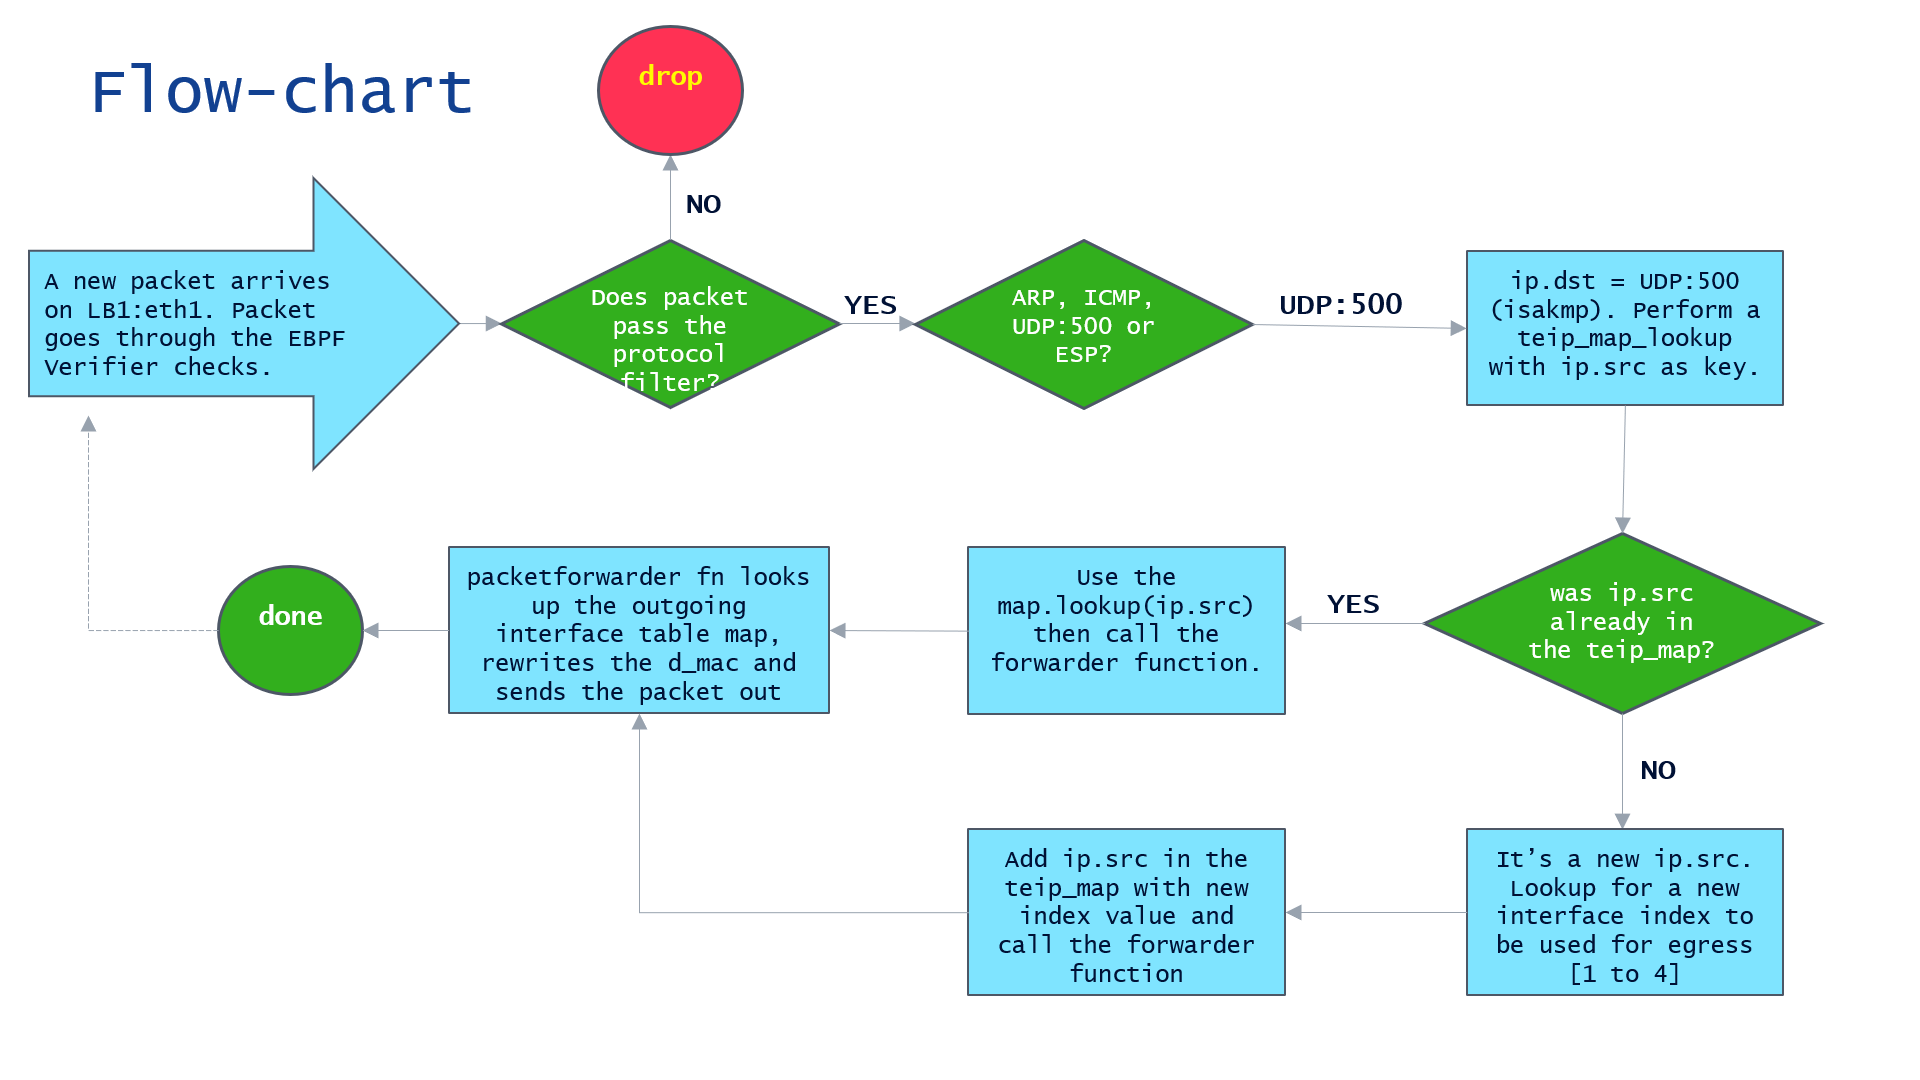 Flow-chart
drop
NO
A new packet arrives
on LB1:eth1. Packet
goes through the EBPF
Verifier checks.
Does packet
pass the
protocol
filter?
YES
ARP, ICMP,
UDP:500 or
ESP?
UDP:500
ip.dst = UDP:500
(isakmp). Perform a
teip_map_lookup
with ip.src as key.
was ip.src
already in
the teip_map?
YES
Use the
map.lookup(ip.src)
then call the
forwarder function.
packetforwarder fn looks
up the outgoing
interface table map,
rewrites the d_mac and
sends the packet out
done
NO
It’s a new ip.src.
Lookup for a new
interface index to
be used for egress
[1 to 4]
Add ip.src in the
teip_map with new
index value and
call the forwarder
function